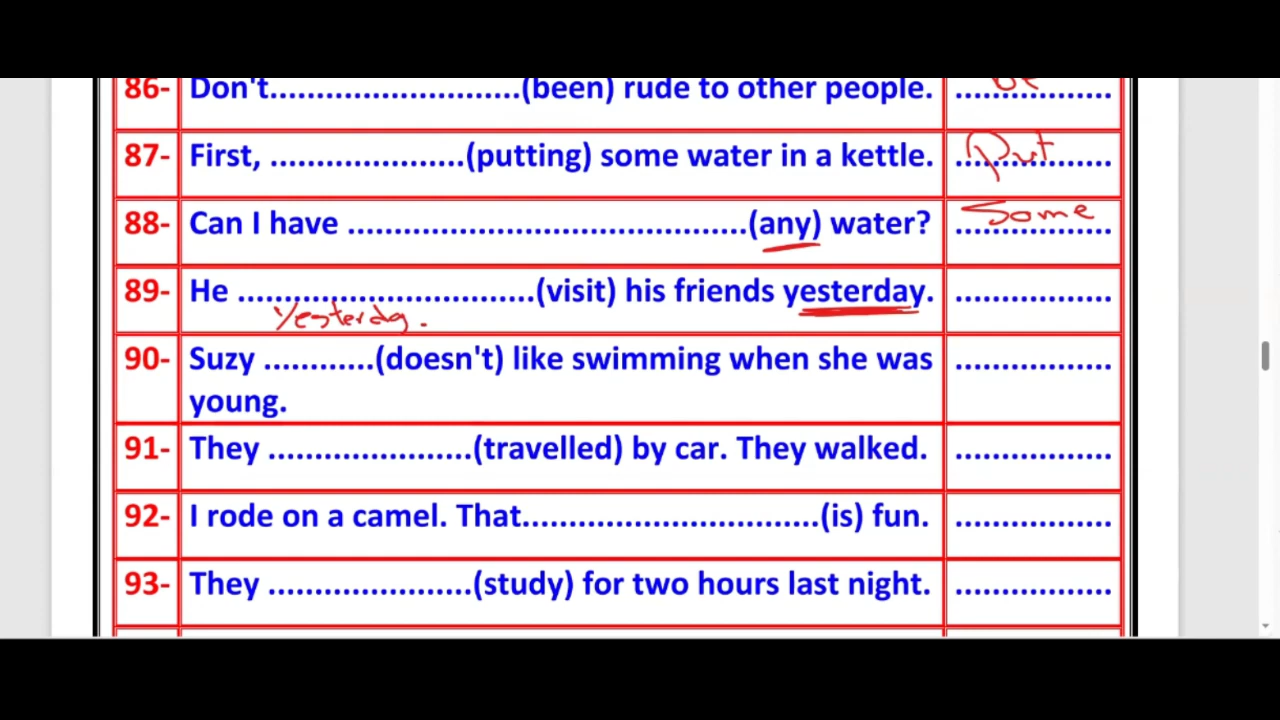 86- Don't...........................(been) rude to other people. be
87- First, .....................(putting) some water in a kettle. Put
88- Can I have ...........................................(any) water? Some
89- He ................................(visit) his friends yesterday.
Yesterday.
90- Suzy ............(doesn't) like swimming when she was
young.
91- They ......................(travelled) by car. They walked.
92- I rode on a camel. That................................(is) fun.
93- They ......................(study) for two hours last night.